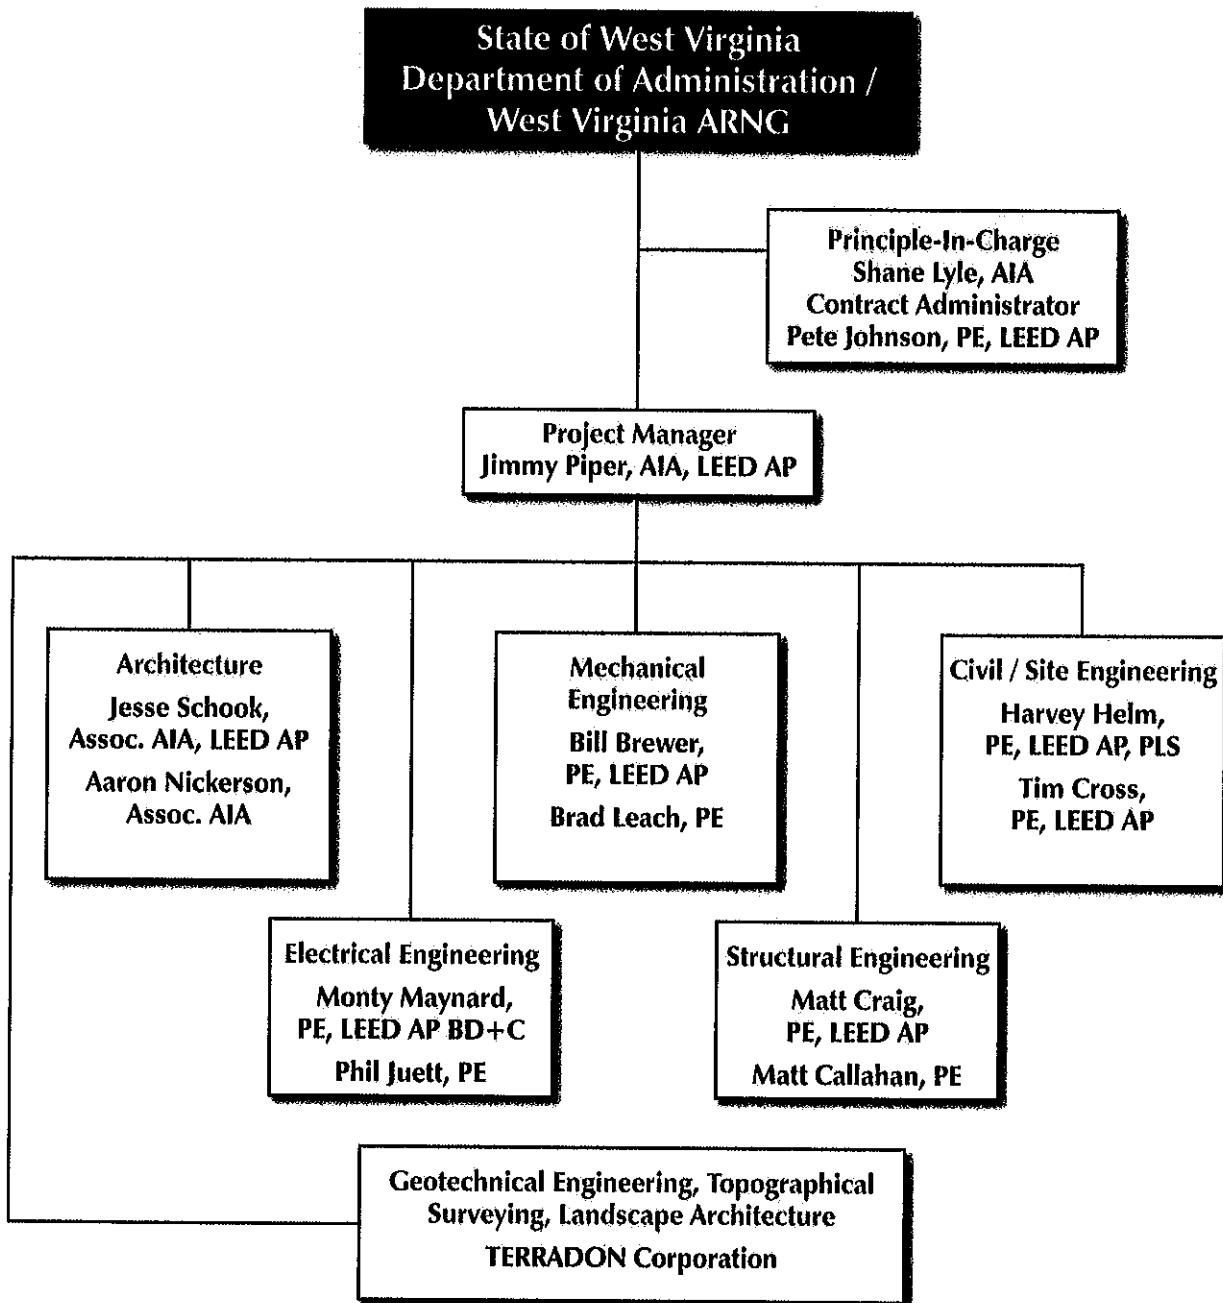 State of West Virginia
Department of Administration /
West Virginia ARNG
Principle-In-Charge
Shane Lyle, AIA
Contract Administrator
Pete Johnson, PE, LEED AP
Project Manager
Jimmy Piper, AIA, LEED AP
Architecture
Jesse Schook,
Assoc. AIA, LEED AP
Aaron Nickerson,
Assoc. AIA
Mechanical
Engineering
Bill Brewer,
PE, LEED AP
Brad Leach, PE
Civil / Site Engineering
Harvey Helm,
PE, LEED AP, PLS
Tim Cross,
PE, LEED AP
Electrical Engineering
Monty Maynard,
PE, LEED AP BD+C
Phil Juett, PE
Structural Engineering
Matt Craig,
PE, LEED AP
Matt Callahan, PE
Geotechnical Engineering, Topographical
Surveying, Landscape Architecture
TERRADON Corporation